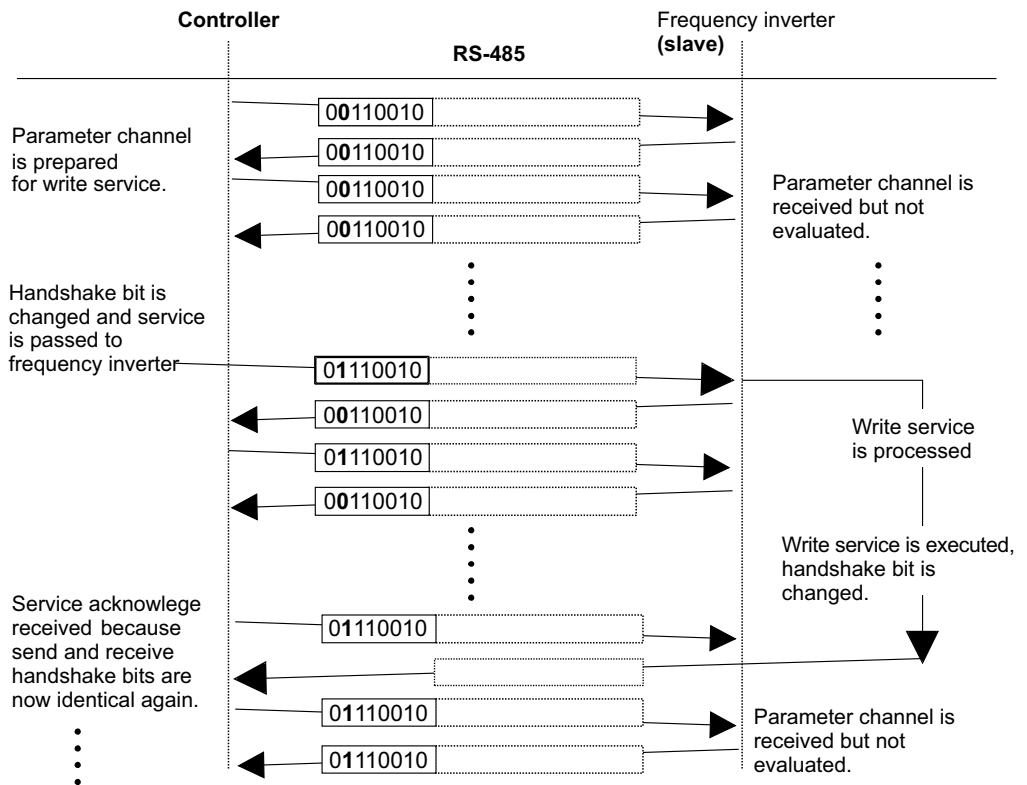 Controller
RS-485
Frequency inverter
(slave)
00110010
Parameter channel
is prepared
for write service.
00110010
00110010
Parameter channel is
received but not
evaluated.
00110010
Handshake bit is
changed and service
is passed to
frequency inverter
01110010
00110010
Write service
is processed
01110010
00110010
Write service is executed,
handshake bit is
changed.
Service acknowlege
received because
send and receive
handshake bits are
now identical again.
01110010
01110010
Parameter channel is
received but not
evaluated.
01110010